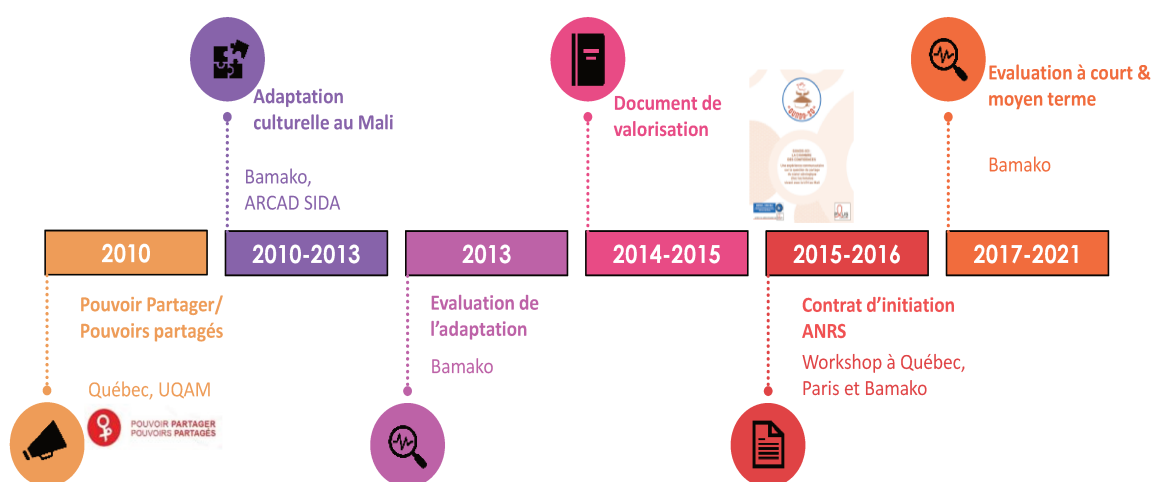 2010
Pouvoir Partager/
Pouvoirs partagés
Québec, UQAM
POUVOIR PARTAGER
POUVOIRS PARTAGÉS
Adaptation
culturelle au Mali
Bamako,
ARCAD SIDA
2010-2013
2013
Evaluation de
l’adaptation
Bamako
Document de
valorisation
2014-2015
2015-2016
Contrat d’initiation
ANRS
Workshop à Québec,
Paris et Bamako
Evaluation à court &
moyen terme
Bamako
2017-2021